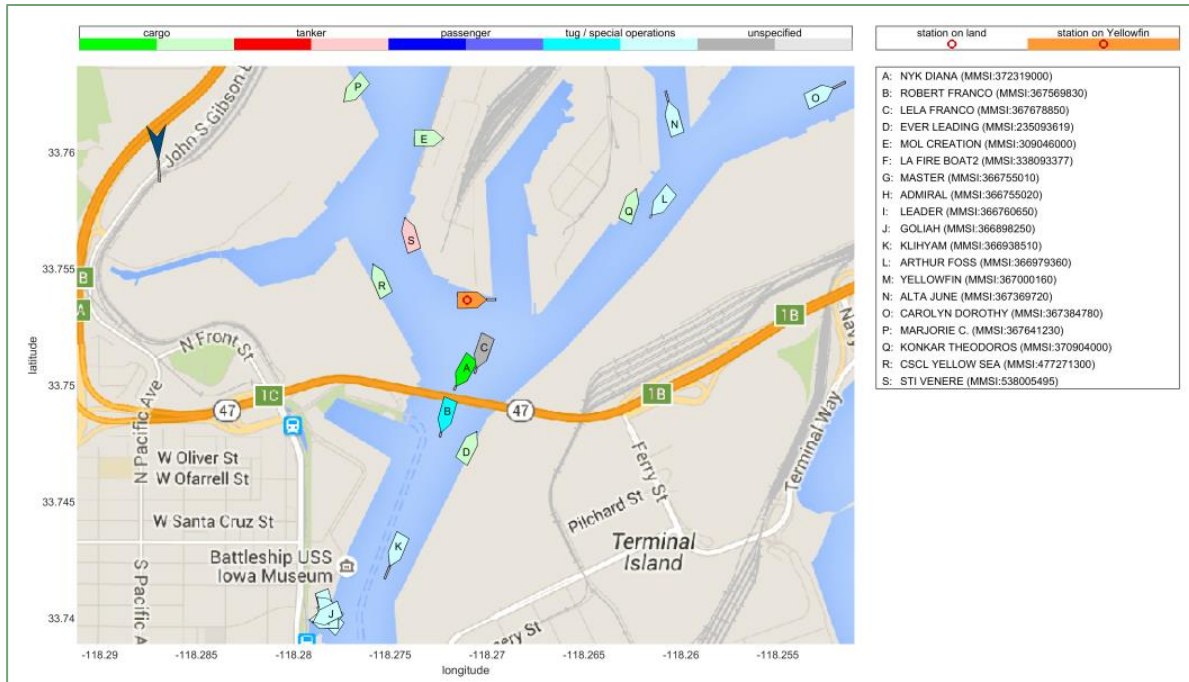 cargo
tanker
passenger
tug / special operations
unspecified
station on land
station on Yellowfin
A: NYK DIANA (MMSI:372319000)
B: ROBERT FRANCO (MMSI:367569830)
C: LELA FRANCO (MMSI:367678850)
D: EVER LEADING (MMSI:235093619)
E: MOL CREATION (MMSI:309046000)
F: LA FIRE BOAT2 (MMSI:338093377)
G: MASTER (MMSI:366755010)
H: ADMIRAL (MMSI:366755020)
I: LEADER (MMSI:366760650)
J: GOLIAH (MMSI:366898250)
K: KLIHYAM (MMSI:366938510)
L: ARTHUR FOSS (MMSI:366979360)
M: YELLOWFIN (MMSI:367000160)
N: ALTA JUNE (MMSI:367369720)
O: CAROLYN DOROTHY (MMSI:367384780)
P: MARJORIE C. (MMSI:367641230)
Q: KONKAR THEODOROS (MMSI:370904000)
R: CSCL YELLOW SEA (MMSI:477271300)
S: STI VENERE (MMSI:538005495)
P
O
N
E
John S Gibson
33.76
L
Q
S
33.755
B
R
A
1B
Navy
N Front St
C
latitude
A
33.75
1C
1B
47
B
47
N Pacific Ave
D
W Oliver St
W Ofarrell St
Ferry St
Terminal Way
33.745
W Santa Cruz St
Pilchard St
K
Terminal
Island
Battleship USS
Iowa Museum
S Pacific A
J
33.74
ery St
-118.29
-118.285
-118.28
-118.275
-118.27
-118.265
-118.26
-118.255
longitude